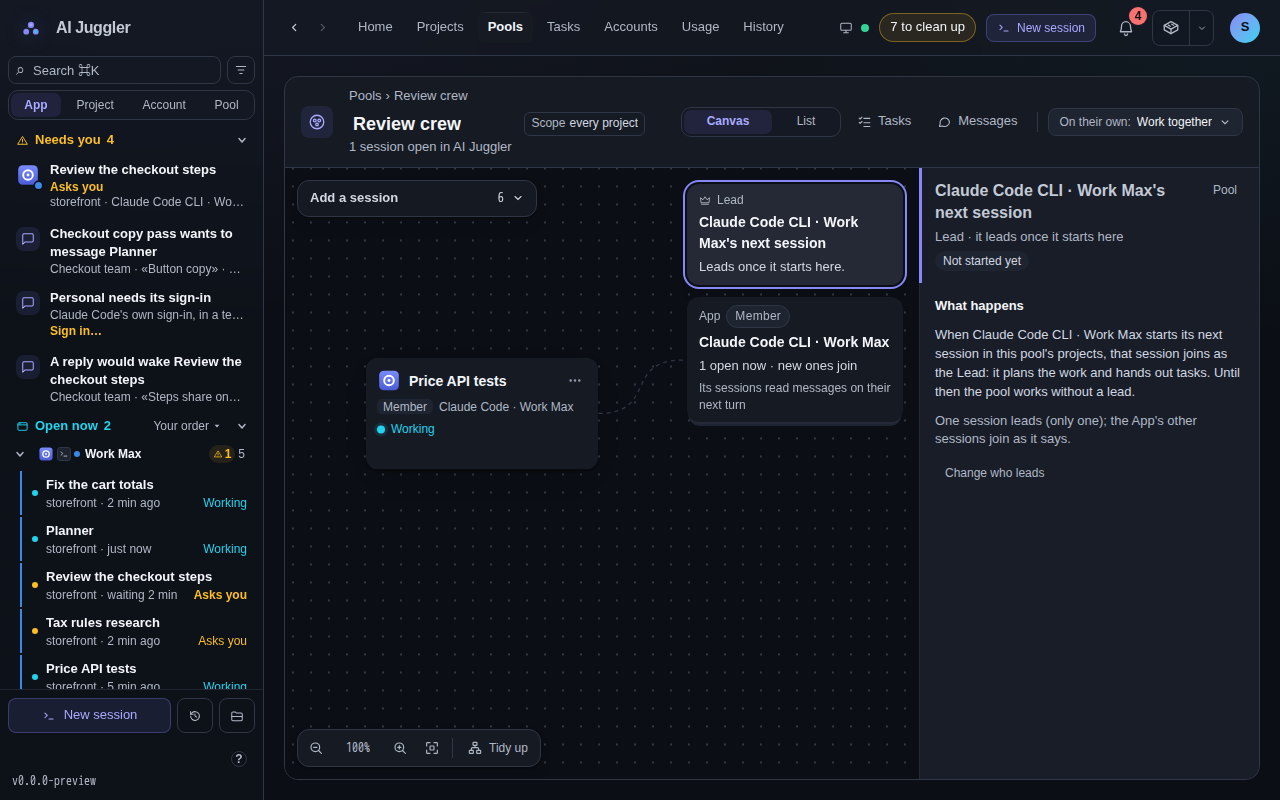 AI Juggler
Search ⌘K
App Project Account Pool
Needs you 4
Review the checkout steps
Asks you
storefront · Claude Code CLI · Wo…
Checkout copy pass wants to
message Planner
Checkout team · «Button copy» · …
Personal needs its sign-in
Claude Code's own sign-in, in a te…
Sign in…
A reply would wake Review the
checkout steps
Checkout team · «Steps share on…
Open now 2 Your order
Work Max 1 5
Fix the cart totals
storefront · 2 min ago Working
Planner
storefront · just now Working
Review the checkout steps
storefront · waiting 2 min Asks you
Tax rules research
storefront · 2 min ago Asks you
Price API tests
storefront · 5 min ago Working
New session
?
v0.0.0-preview
Home Projects Pools Tasks Accounts Usage History
7 to clean up
New session
4
S
Pools › Review crew
Review crew
1 session open in AI Juggler
Scope every project
Canvas List
Tasks
Messages
On their own: Work together
Add a session 6
Lead
Claude Code CLI · Work
Max's next session
Leads once it starts here.
App Member
Claude Code CLI · Work Max
1 open now · new ones join
Its sessions read messages on their
next turn
Price API tests
Member Claude Code · Work Max
Working
100%
Tidy up
Claude Code CLI · Work Max's
next session
Pool
Lead · it leads once it starts here
Not started yet
What happens
When Claude Code CLI · Work Max starts its next
session in this pool's projects, that session joins as
the Lead: it plans the work and hands out tasks. Until
then the pool works without a lead.
One session leads (only one); the App's other
sessions join as it says.
Change who leads